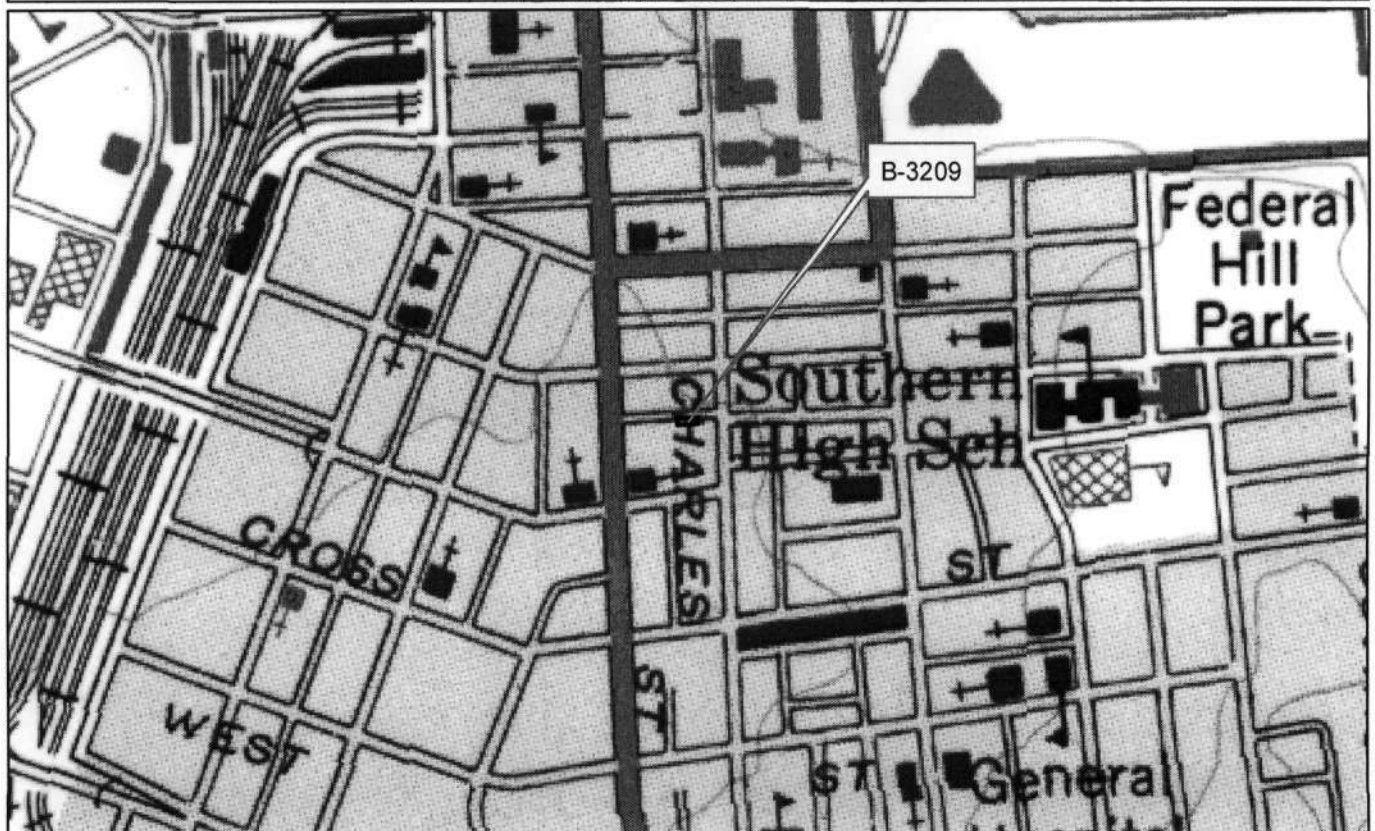 B-3209
Federal
Hill
Park
Southern
High Sch
CHARLES
ST
CROSS
ST
WEST
ST
General